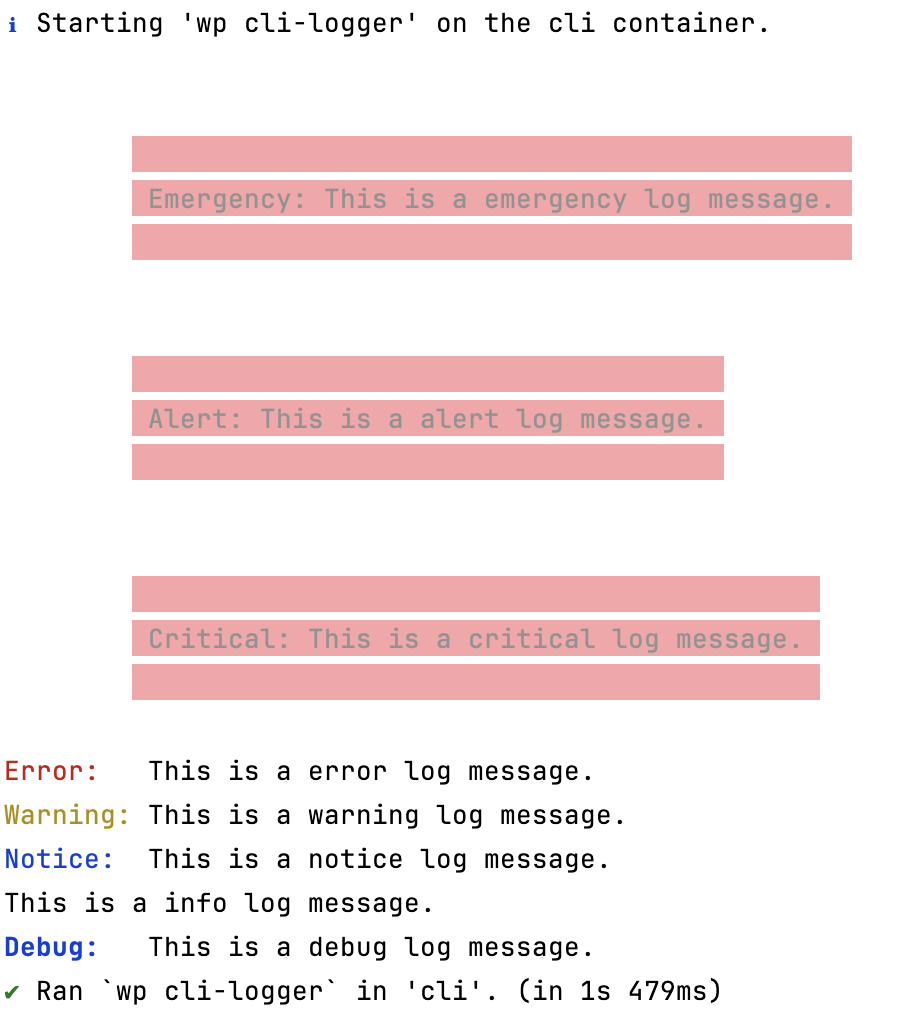 ℹ Starting 'wp cli-logger' on the cli container.
Emergency: This is a emergency log message.
Alert: This is a alert log message.
Critical: This is a critical log message.
Error: This is a error log message.
Warning: This is a warning log message.
Notice: This is a notice log message.
This is a info log message.
Debug: This is a debug log message.
✔ Ran `wp cli-logger` in 'cli'. (in 1s 479ms)